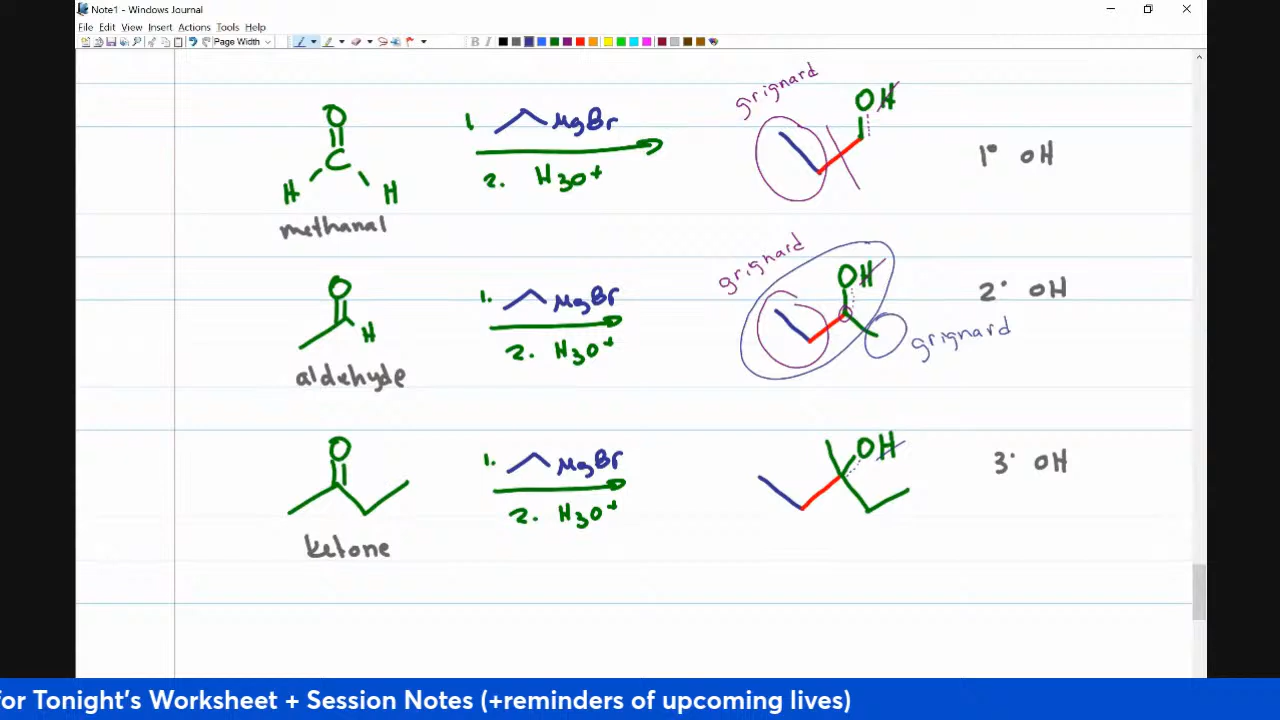 Note1 - Windows Journal
File Edit View Insert Actions Tools Help
Page Width
B I
O
C
H H
methanal
1. MgBr
2. H3O+
grignard
OH
1° OH
O
H
aldehyde
1. MgBr
2. H3O+
grignard
OH
grignard
2° OH
O
ketone
1. MgBr
2. H3O+
OH
3° OH
for Tonight's Worksheet + Session Notes (+reminders of upcoming lives)